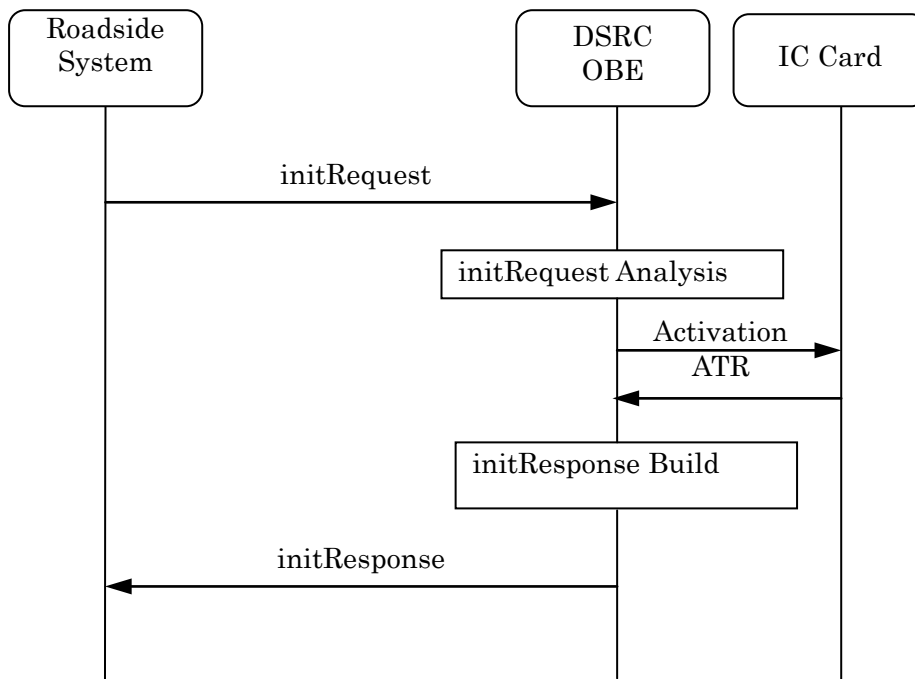 Roadside
System
DSRC
OBE
IC Card
initRequest
initRequest Analysis
Activation
ATR
initResponse Build
initResponse